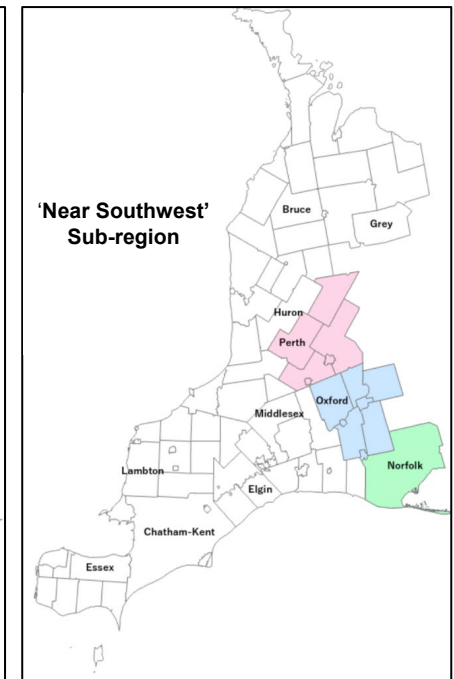 'Near Southwest'
Sub-region
Bruce
Grey
Huron
Perth
Oxford
Middlesex
Norfolk
Lambton
Elgin
Chatham-Kent
Essex